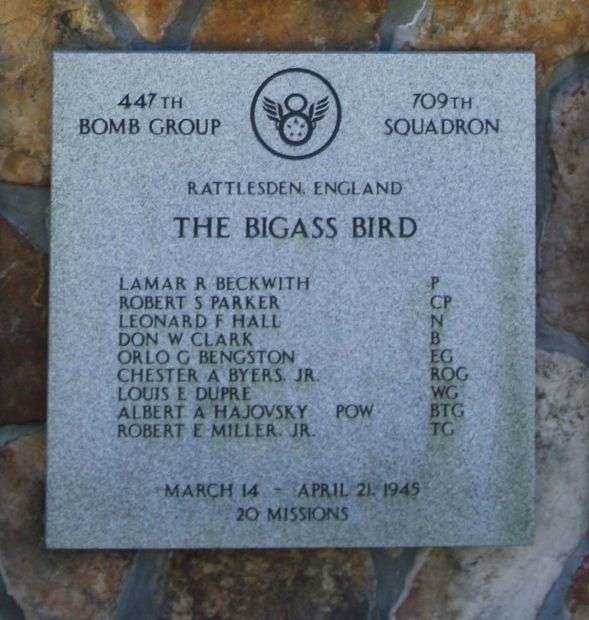 447TH BOMB GROUP
709TH SQUADRON
8
RATTLESDEN, ENGLAND
THE BIGASS BIRD
LAMAR R BECKWITH P
ROBERT S PARKER CP
LEONARD F HALL N
DON W CLARK B
ORLO G BENGSTON EG
CHESTER A BYERS, JR. ROG
LOUIS E DUPRE WG
ALBERT A HAJOVSKY POW BTG
ROBERT E MILLER, JR. TG
MARCH 14 - APRIL 21, 1945
20 MISSIONS